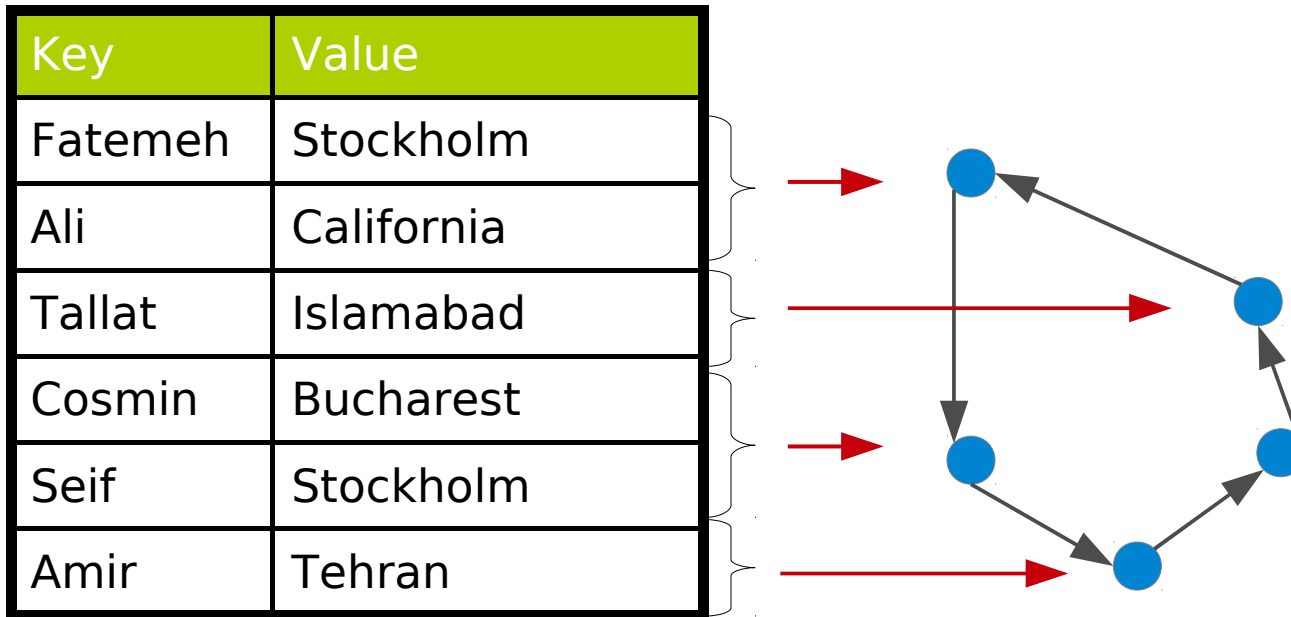 Key Value
Fatemeh Stockholm
Ali California
Tallat Islamabad
Cosmin Bucharest
Seif Stockholm
Amir Tehran